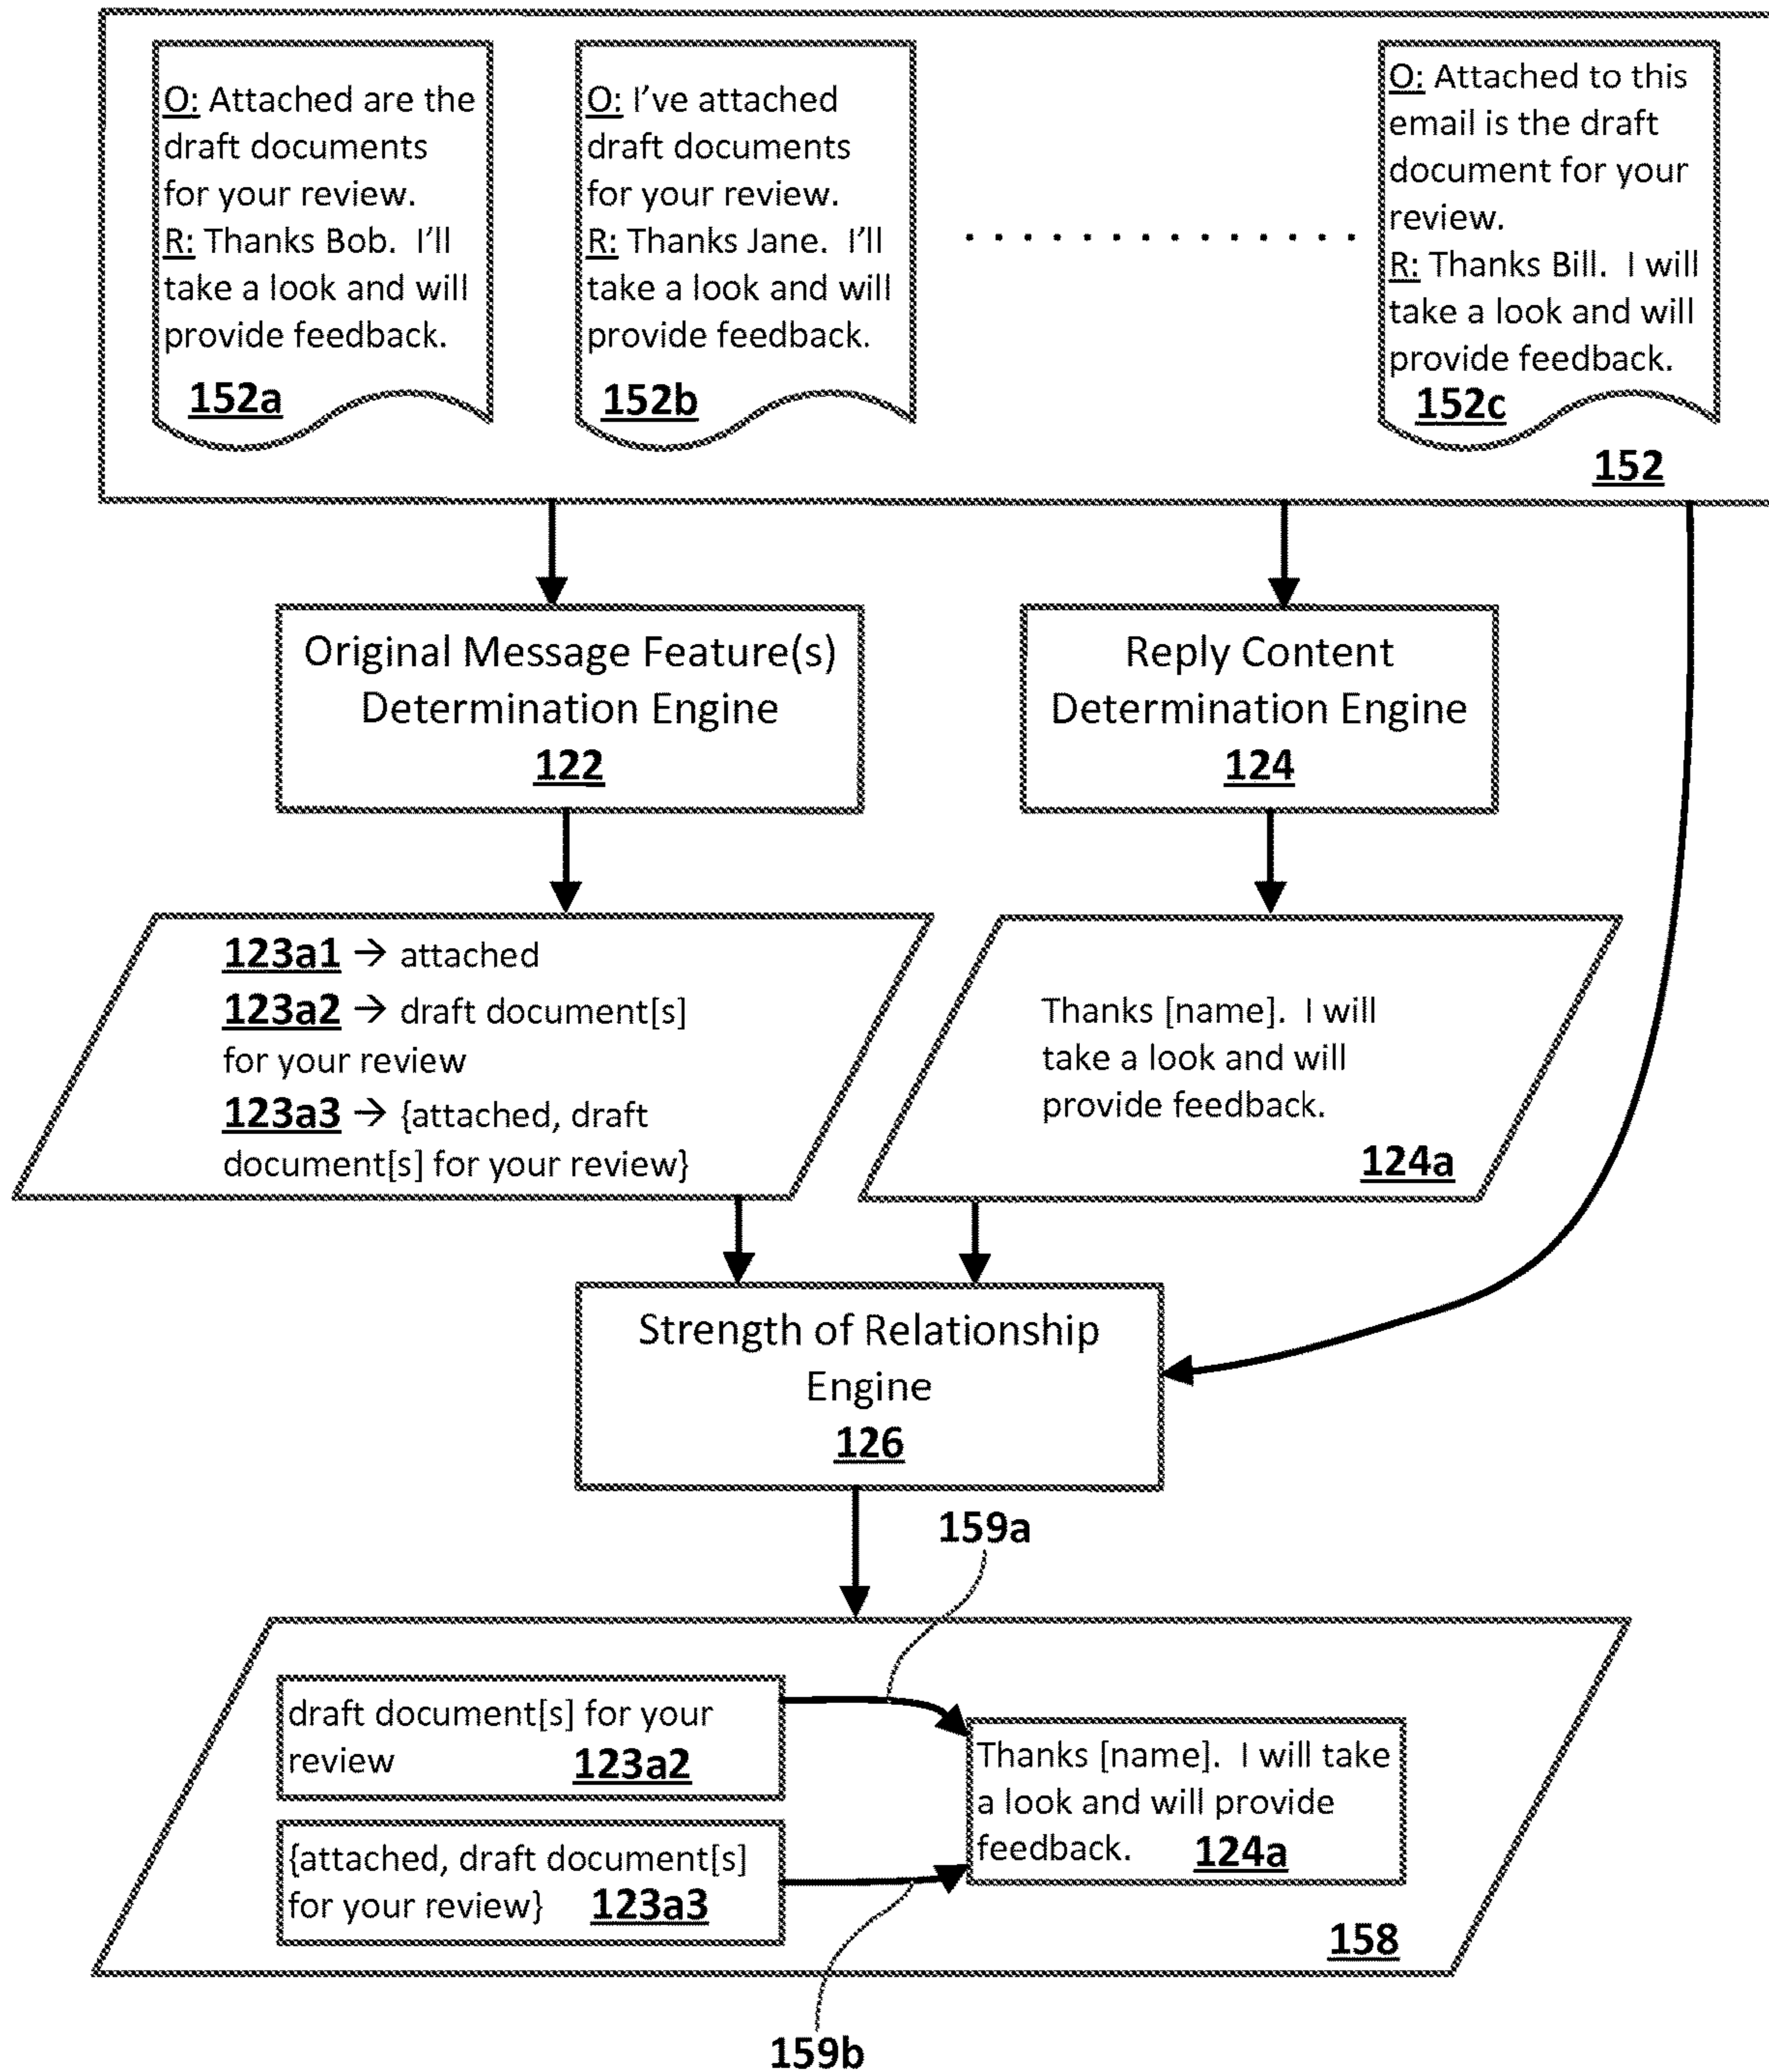 O: Attached are the
draft documents
for your review.
R: Thanks Bob. I'll
take a look and will
provide feedback.
152a
O: I've attached
draft documents
for your review.
R: Thanks Jane. I'll
take a look and will
provide feedback.
152b
. . . . . . . . . . . . . . .
O: Attached to this
email is the draft
document for your
review.
R: Thanks Bill. I will
take a look and will
provide feedback.
152c
152
Original Message Feature(s)
Determination Engine
122
Reply Content
Determination Engine
124
123a1 → attached
123a2 → draft document[s]
for your review
123a3 → {attached, draft
document[s] for your review}
Thanks [name]. I will
take a look and will
provide feedback.
124a
Strength of Relationship
Engine
126
159a
draft document[s] for your
review 123a2
{attached, draft document[s]
for your review} 123a3
Thanks [name]. I will take
a look and will provide
feedback. 124a
158
159b